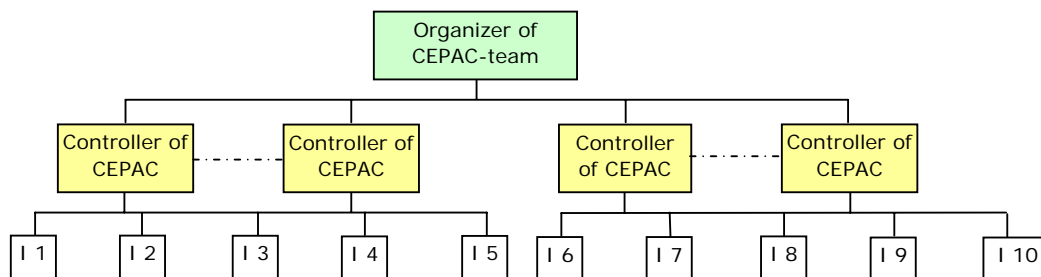 Organizer of
CEPAC-team
Controller of
CEPAC
Controller of
CEPAC
Controller
of CEPAC
Controller of
CEPAC
I 1
I 2
I 3
I 4
I 5
I 6
I 7
I 8
I 9
I 10